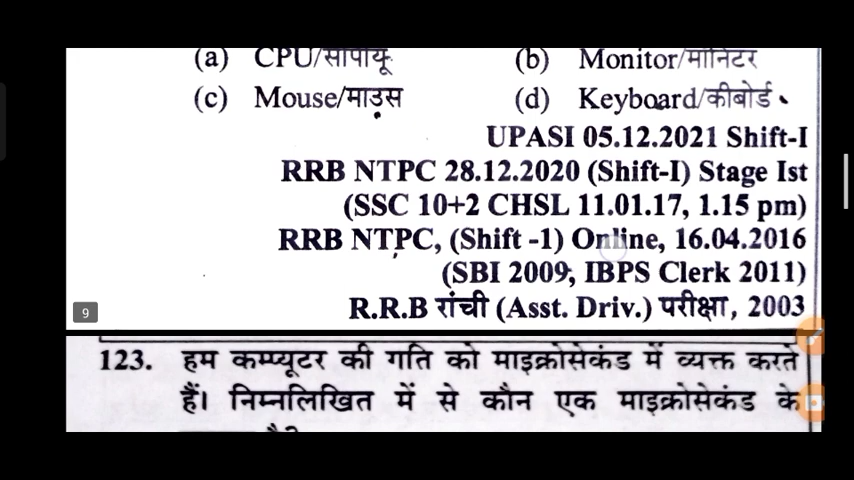 (a) CPU/सीपीयू
(b) Monitor/मॉनिटर
(c) Mouse/माउस
(d) Keyboard/कीबोर्ड
UPASI 05.12.2021 Shift-I
RRB NTPC 28.12.2020 (Shift-I) Stage Ist
(SSC 10+2 CHSL 11.01.17, 1.15 pm)
RRB NTPC, (Shift -1) Online, 16.04.2016
(SBI 2009, IBPS Clerk 2011)
R.R.B रांची (Asst. Driv.) परीक्षा, 2003
9
123. हम कम्प्यूटर की गति को माइक्रोसेकंड में व्यक्त करते
हैं। निम्नलिखित में से कौन एक माइक्रोसेकंड के